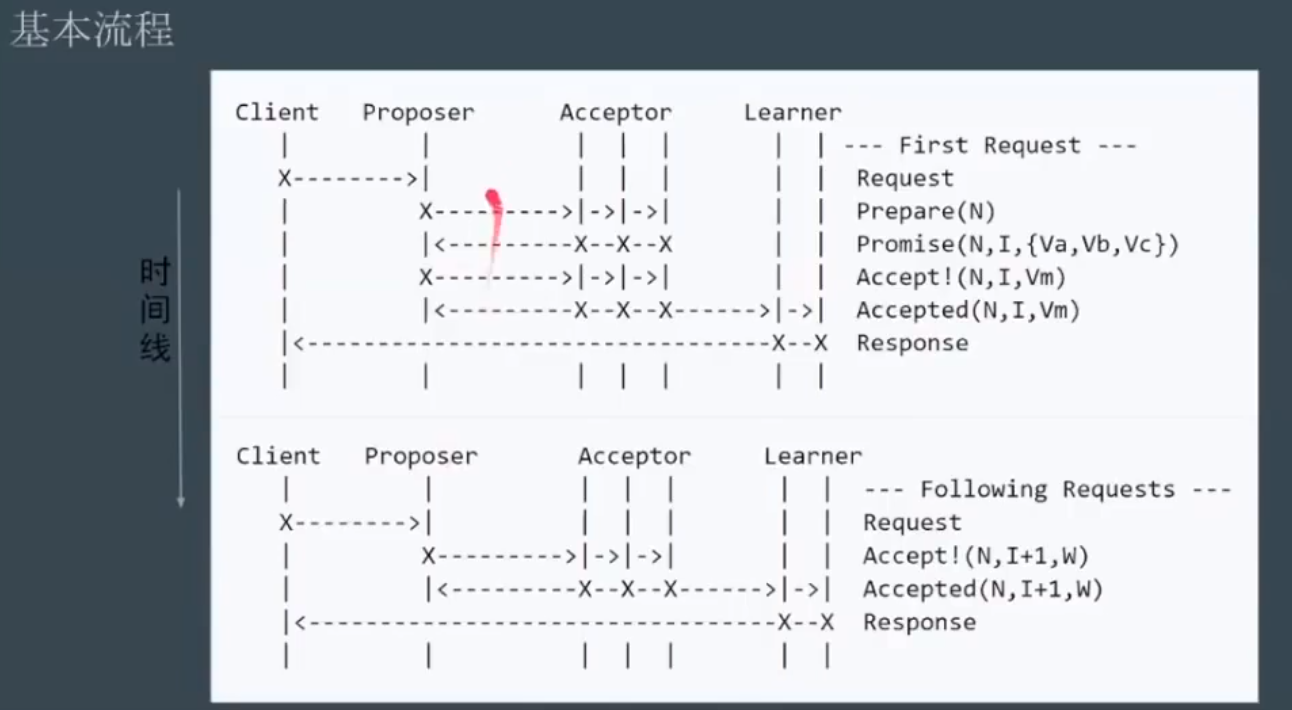 基本流程
时
间
线
Client   Proposer      Acceptor     Learner
   |         |          |  |  |       |  | --- First Request ---
   X-------->|          |  |  |       |  |  Request
   |         X--------->|->|->|       |  |  Prepare(N)
   |         |<---------X--X--X       |  |  Promise(N,I,{Va,Vb,Vc})
   |         X--------->|->|->|       |  |  Accept!(N,I,Vm)
   |         |<---------X--X--X------>|->|  Accepted(N,I,Vm)
   |<---------------------------------X--X  Response
   |         |          |  |  |       |  |
Client   Proposer       Acceptor     Learner
   |         |          |  |  |       |  |  --- Following Requests ---
   X-------->|          |  |  |       |  |  Request
   |         X--------->|->|->|       |  |  Accept!(N,I+1,W)
   |         |<---------X--X--X------>|->|  Accepted(N,I+1,W)
   |<---------------------------------X--X  Response
   |         |          |  |  |       |  |